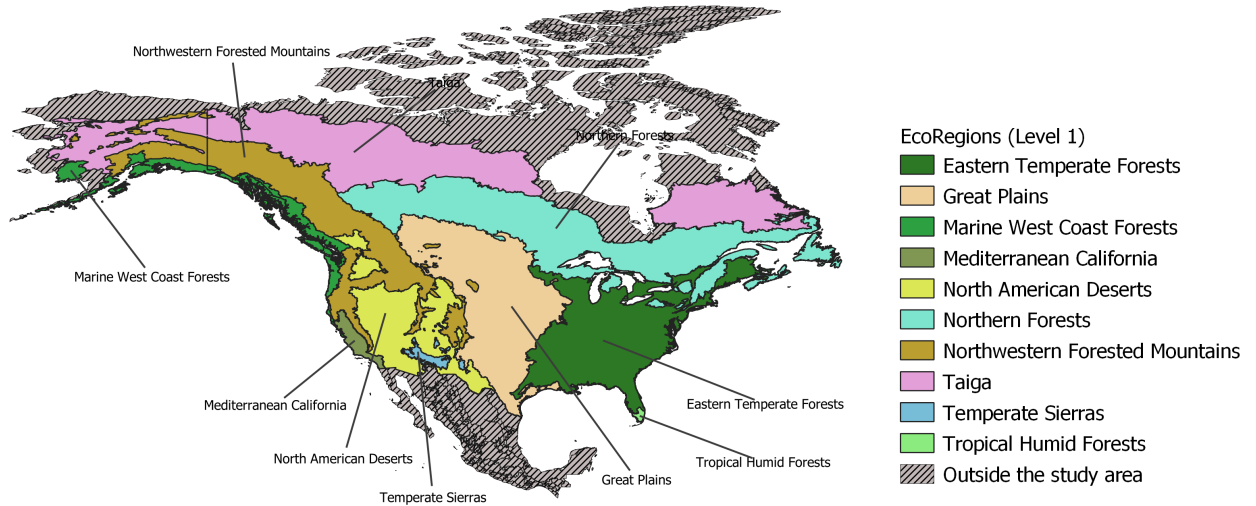 Northwestern Forested Mountains
Taiga
Northern Forests
Marine West Coast Forests
Mediterranean California
North American Deserts
Temperate Sierras
Great Plains
Tropical Humid Forests
Eastern Temperate Forests
EcoRegions (Level 1)
Eastern Temperate Forests
Great Plains
Marine West Coast Forests
Mediterranean California
North American Deserts
Northern Forests
Northwestern Forested Mountains
Taiga
Temperate Sierras
Tropical Humid Forests
Outside the study area